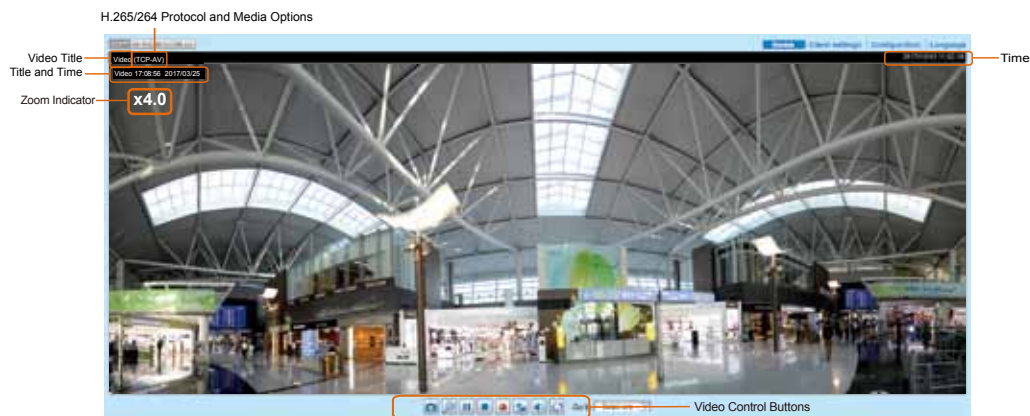 H.265/264 Protocol and Media Options
Client settings Configuration Language
Video Title
Video (TCP-AV)
Time
Title and Time
Video 17:08:56 2017/03/25
Zoom Indicator
x4.0
Video Control Buttons